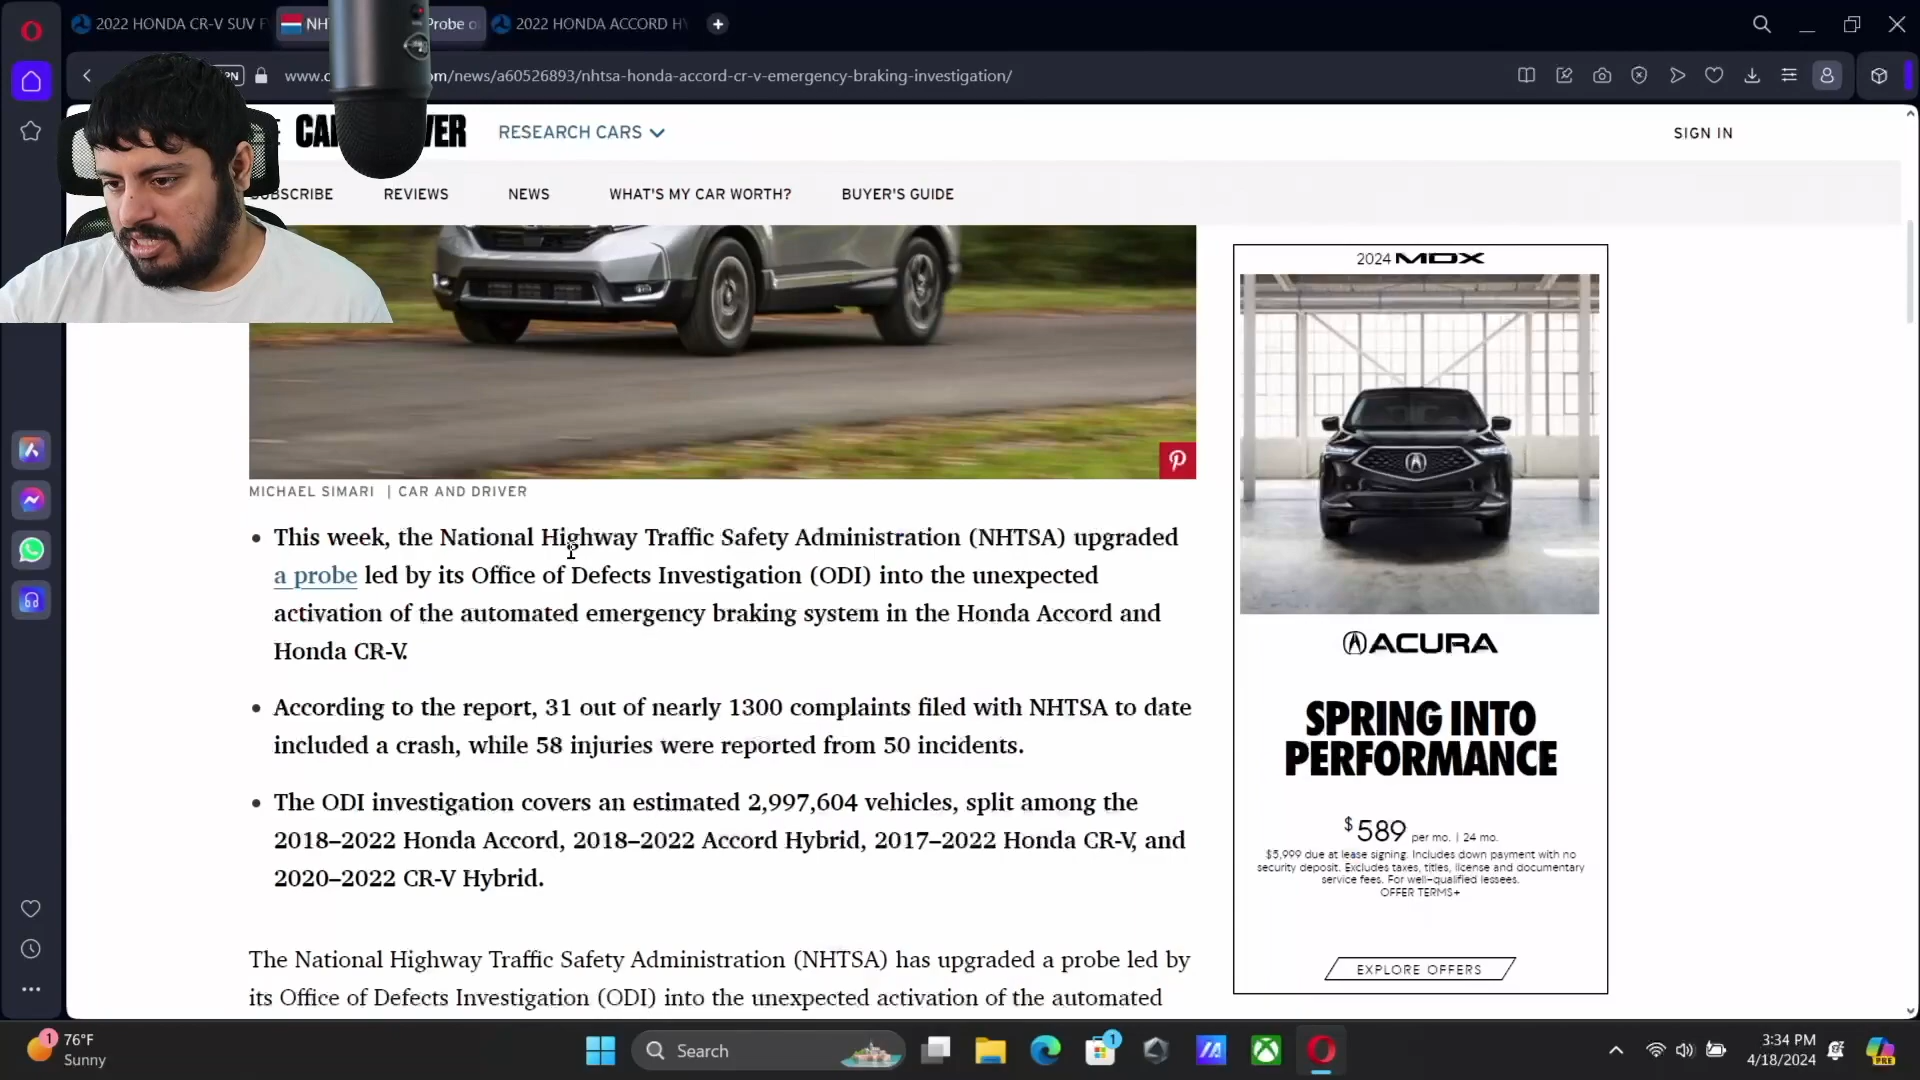 2022 HONDA CR-V SUV
NH
Probe o
2022 HONDA ACCORD HY
PN
www.c
om/news/a60526893/nhtsa-honda-accord-cr-v-emergency-braking-investigation/
CA
VER
RESEARCH CARS
SIGN IN
UBSCRIBE
REVIEWS
NEWS
WHAT'S MY CAR WORTH?
BUYER'S GUIDE
MICHAEL SIMARI | CAR AND DRIVER
• This week, the National Highway Traffic Safety Administration (NHTSA) upgraded
a probe led by its Office of Defects Investigation (ODI) into the unexpected
activation of the automated emergency braking system in the Honda Accord and
Honda CR-V.
• According to the report, 31 out of nearly 1300 complaints filed with NHTSA to date
included a crash, while 58 injuries were reported from 50 incidents.
• The ODI investigation covers an estimated 2,997,604 vehicles, split among the
2018–2022 Honda Accord, 2018–2022 Accord Hybrid, 2017–2022 Honda CR-V, and
2020–2022 CR-V Hybrid.
The National Highway Traffic Safety Administration (NHTSA) has upgraded a probe led by
its Office of Defects Investigation (ODI) into the unexpected activation of the automated
2024 MDX
ACURA
SPRING INTO
PERFORMANCE
$589 per mo. | 24 mo.
$5,999 due at lease signing. Includes down payment with no
security deposit. Excludes taxes, titles, license and documentary
service fees. For well-qualified lessees.
OFFER TERMS+
EXPLORE OFFERS
1
76°F
Sunny
Search
1
3:34 PM
4/18/2024
PRE